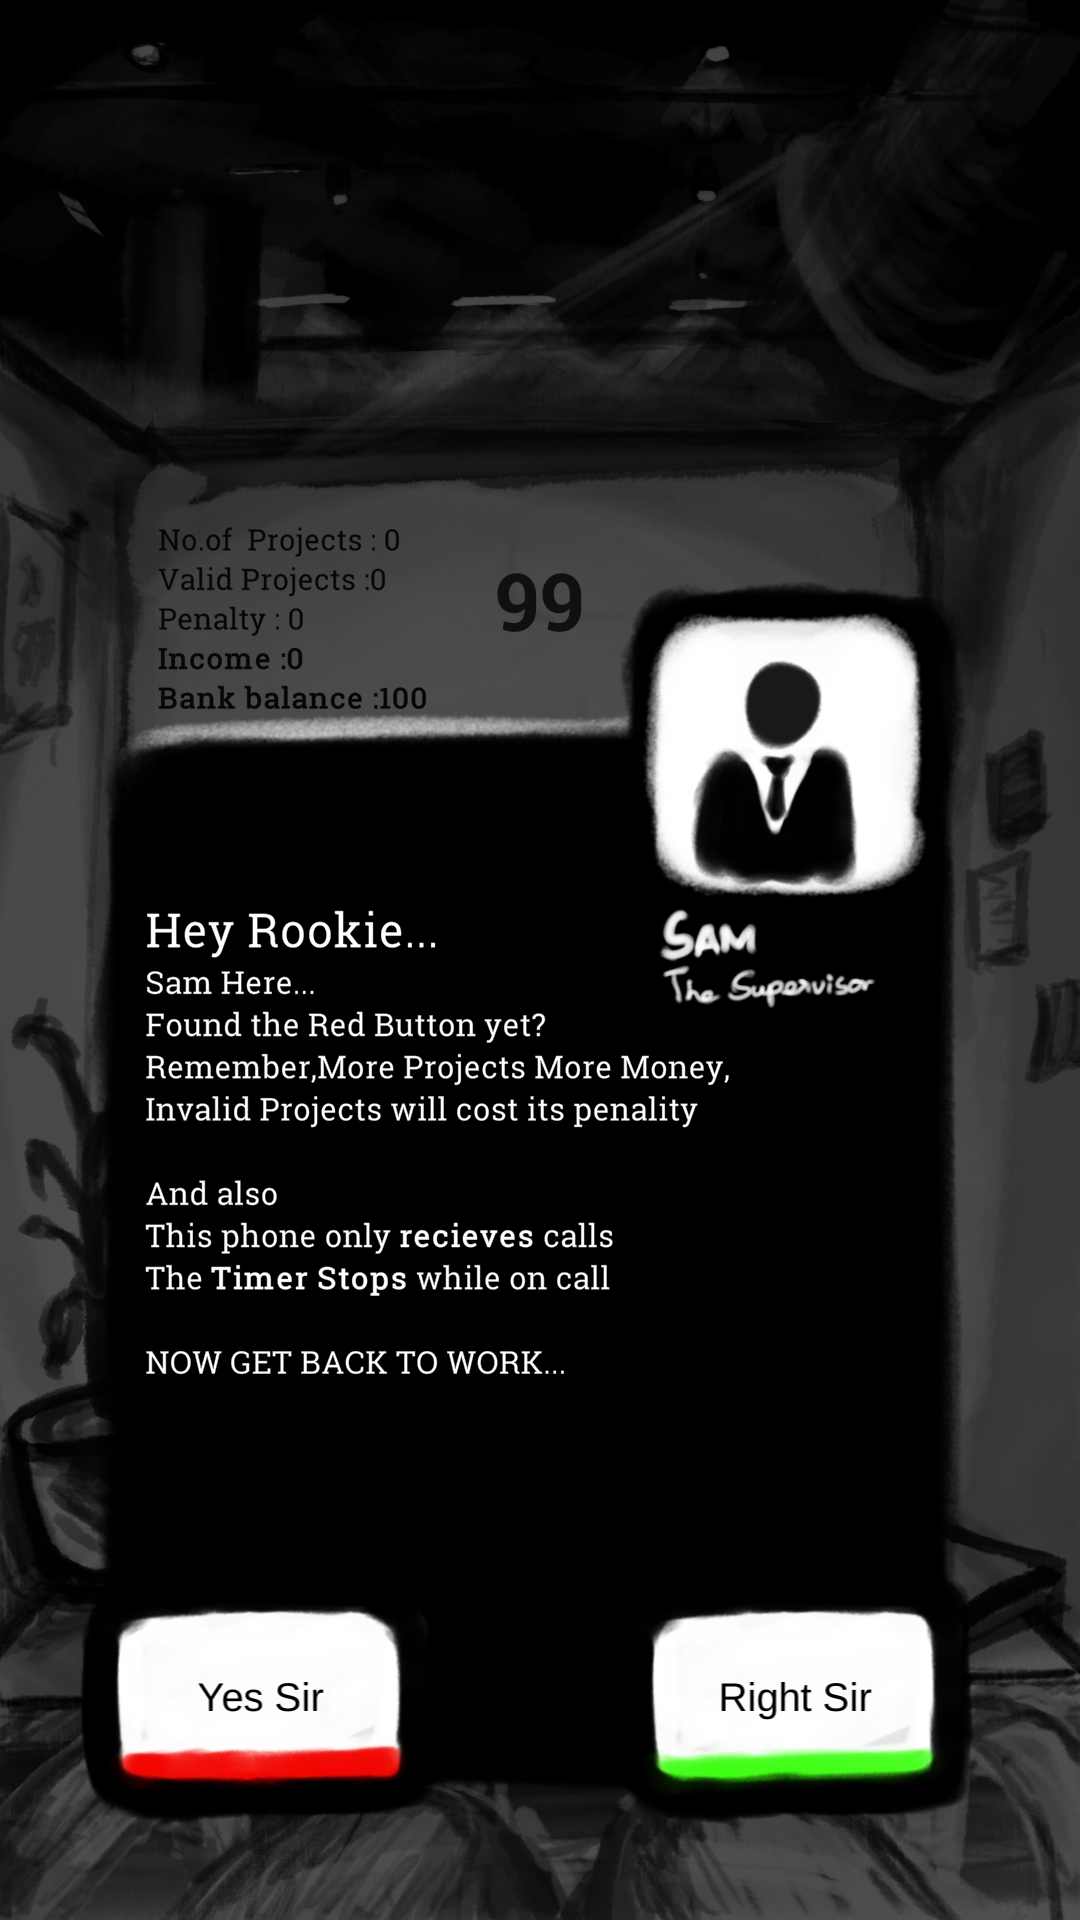 No.of  Projects : 0
Valid Projects :0
Penalty : 0
Income :0
Bank balance :100
99
Hey Rookie...
SAM
The Supervisor
Sam Here...
Found the Red Button yet?
Remember,More Projects More Money,
Invalid Projects will cost its penality
And also
This phone only recieves calls
The Timer Stops while on call
NOW GET BACK TO WORK...
Yes Sir
Right Sir